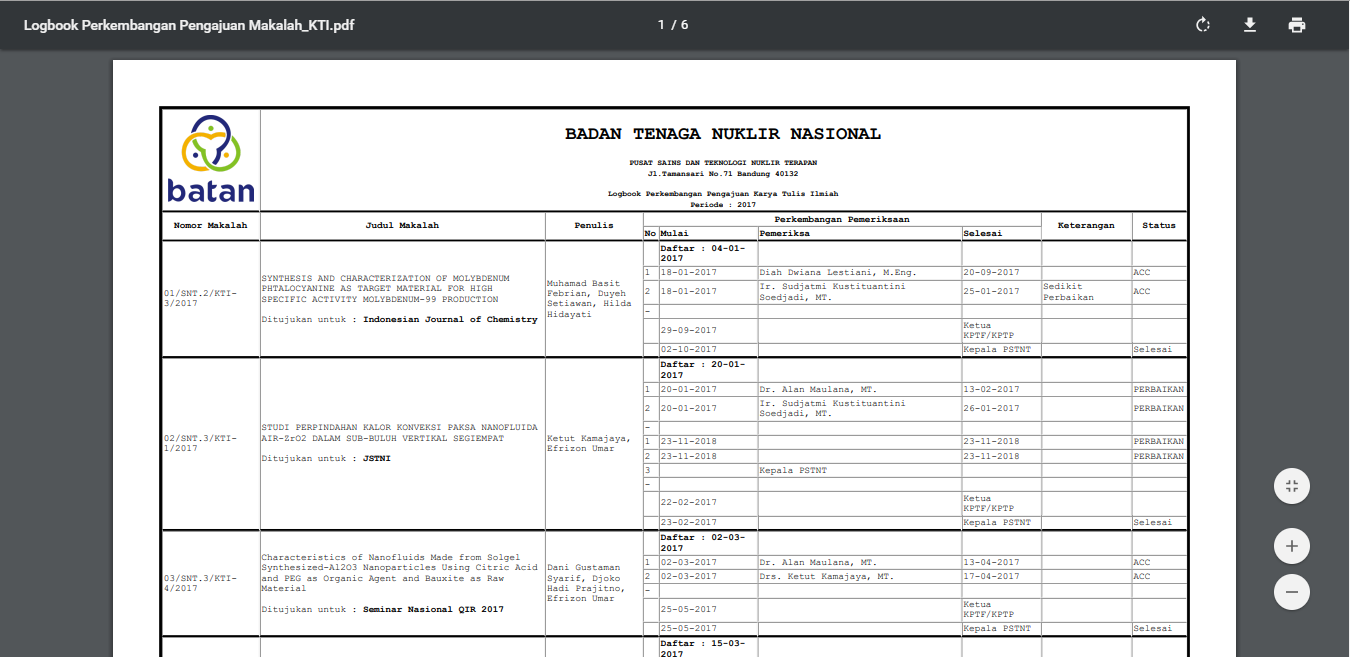 Logbook Perkembangan Pengajuan Makalah_KTI.pdf
1 / 6
batan
BADAN TENAGA NUKLIR NASIONAL
PUSAT SAINS DAN TEKNOLOGI NUKLIR TERAPAN
Jl.Tamansari No.71 Bandung 40132
Logbook Perkembangan Pengajuan Karya Tulis Ilmiah
Periode : 2017
Nomor Makalah Judul Makalah Penulis Perkembangan Pemeriksaan Keterangan Status
No Mulai Pemeriksa Selesai
01/SNT.2/KTI-
3/2017
SYNTHESIS AND CHARACTERIZATION OF MOLYBDENUM
PHTALOCYANINE AS TARGET MATERIAL FOR HIGH
SPECIFIC ACTIVITY MOLYBDENUM-99 PRODUCTION
Ditujukan untuk : Indonesian Journal of Chemistry
Muhamad Basit
Febrian, Duyeh
Setiawan, Hilda
Hidayati
Daftar : 04-01-
2017
1 18-01-2017 Diah Dwiana Lestiani, M.Eng. 20-09-2017 ACC
2 18-01-2017 Ir. Sudjatmi Kustituantini
Soedjadi, MT. 25-01-2017 Sedikit
Perbaikan ACC
-
29-09-2017 Ketua
KPTF/KPTP
02-10-2017 Kepala PSTNT Selesai
02/SNT.3/KTI-
1/2017
STUDI PERPINDAHAN KALOR KONVEKSI PAKSA NANOFLUIDA
AIR-ZrO2 DALAM SUB-BULUH VERTIKAL SEGIEMPAT
Ditujukan untuk : JSTNI
Ketut Kamajaya,
Efrizon Umar
Daftar : 20-01-
2017
1 20-01-2017 Dr. Alan Maulana, MT. 13-02-2017 PERBAIKAN
2 20-01-2017 Ir. Sudjatmi Kustituantini
Soedjadi, MT. 26-01-2017 PERBAIKAN
-
1 23-11-2018 23-11-2018 PERBAIKAN
2 23-11-2018 23-11-2018 PERBAIKAN
3 Kepala PSTNT
-
22-02-2017 Ketua
KPTF/KPTP
23-02-2017 Kepala PSTNT Selesai
03/SNT.3/KTI-
4/2017
Characteristics of Nanofluids Made from Solgel
Synthesized-Al2O3 Nanoparticles Using Citric Acid
and PEG as Organic Agent and Bauxite as Raw
Material
Ditujukan untuk : Seminar Nasional QIR 2017
Dani Gustaman
Syarif, Djoko
Hadi Prajitno,
Efrizon Umar
Daftar : 02-03-
2017
1 02-03-2017 Dr. Alan Maulana, MT. 13-04-2017 ACC
2 02-03-2017 Drs. Ketut Kamajaya, MT. 17-04-2017 ACC
-
25-05-2017 Ketua
KPTF/KPTP
25-05-2017 Kepala PSTNT Selesai
Daftar : 15-03-
2017